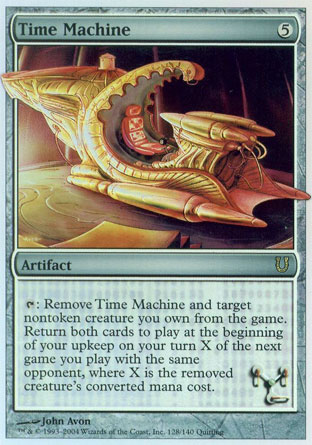 Time Machine 5
Artifact
: Remove Time Machine and target
nontoken creature you own from the game.
Return both cards to play at the beginning
of your upkeep on your turn X of the
next game you play with the same
opponent, where X is the removed
creature's converted mana cost.
John Avon
™ & © 1993–2004 Wizards of the Coast, Inc. 128/140 Quirling